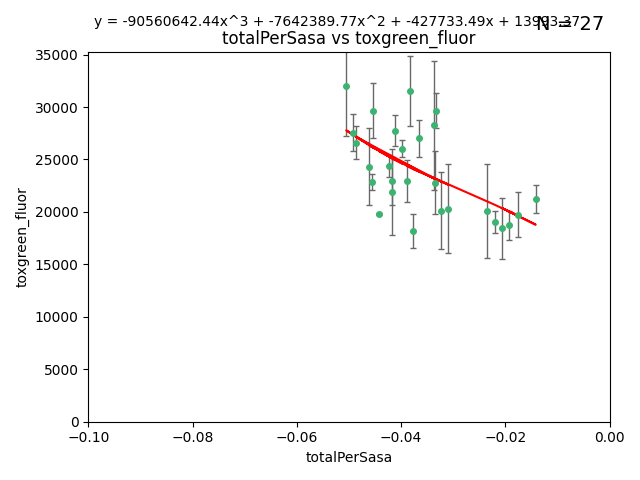 y = -90560642.44x^3 + -7642389.77x^2 + -427733.49x + 13993.37
N = 27
totalPerSasa vs toxgreen_fluor
35000
30000
25000
20000
15000
10000
5000
0
toxgreen_fluor
−0.10
−0.08
−0.06
−0.04
−0.02
0.00
totalPerSasa